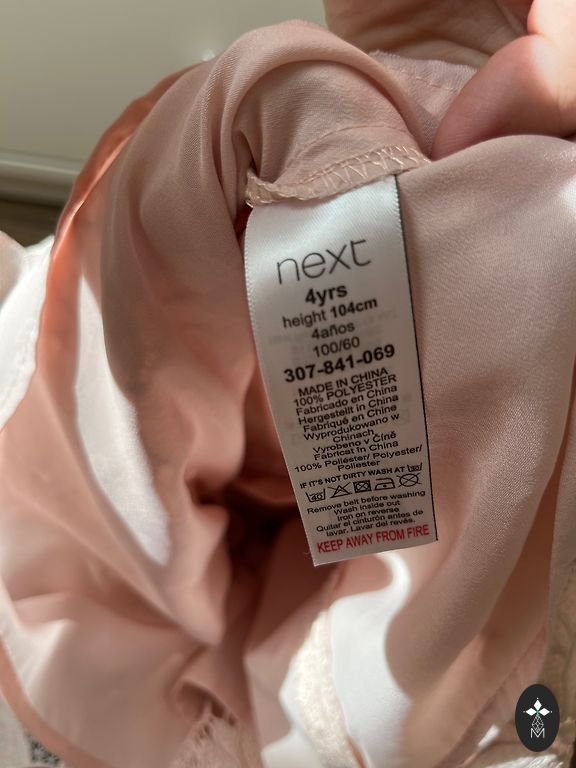 next
4yrs
height 104cm
4años
100/60
307-841-069
MADE IN CHINA
100% POLYESTER
Fabricado en China
Hergestellt in China
Fabriqué en Chine
Wyprodukowano w
Chinach
Vyrobeno v Číně
Fabricat în China
100% Poliéster/ Polyester/
Poliester
IF IT'S NOT DIRTY WASH AT 30
40
Remove belt before washing
Wash inside out
Iron on reverse
Quitar el cinturón antes de
lavar. Lavar del revés.
KEEP AWAY FROM FIRE
M